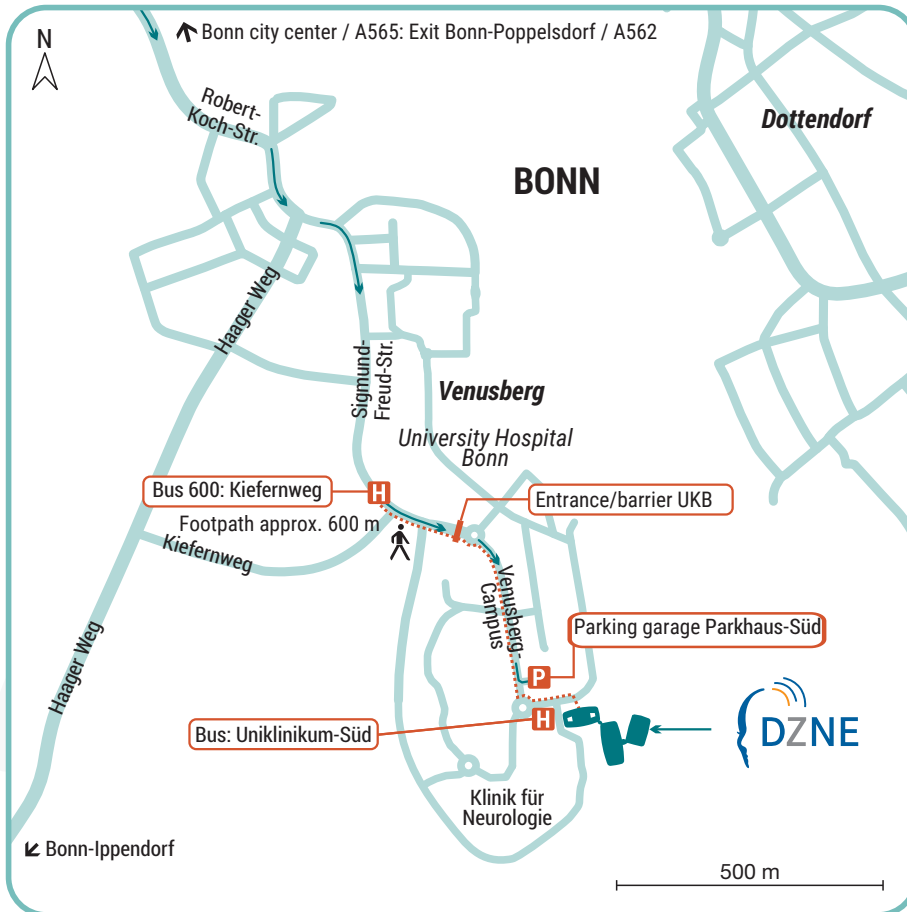 Bonn city center / A565: Exit Bonn-Poppelsdorf / A562
N
Robert-
Koch-Str.
Dottendorf
BONN
Haager Weg
Sigmund-
Freud-Str.
Venusberg
University Hospital
Bonn
Bus 600: Kiefernweg
H
Entrance/barrier UKB
Footpath approx. 600 m
Kiefernweg
Venusberg-
Campus
Parking garage Parkhaus-Süd
P
Haager Weg
Bus: Uniklinikum-Süd
H
DZNE
Klinik für
Neurologie
Bonn-Ippendorf
500 m